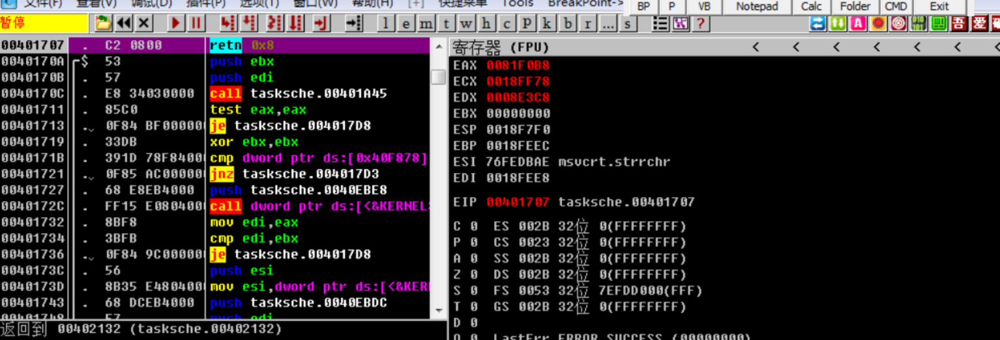 文件(F) 查看(V) 调试(D) 插件(P) 选项(T) 窗口(W) 帮助(H) [+] 快捷菜单 Tools BreakPoint-> BP P VB Notepad Calc Folder CMD Exit
暂停 l e m t w h c P k b r ... s ? 吾 爱
00401707 . C2 0800 retn 0x8
0040170A $ 53 push ebx
0040170B . 57 push edi
0040170C . E8 34030000 call tasksche.00401A45
00401711 . 85C0 test eax,eax
00401713 . 0F84 BF000000 je tasksche.004017D8
00401719 . 33DB xor ebx,ebx
0040171B . 391D 78F8400 cmp dword ptr ds:[0x40F878]
00401721 . 0F85 AC000000 jnz tasksche.004017D3
00401727 . 68 E8EB4000 push tasksche.0040EBE8
0040172C . FF15 E080400 call dword ptr ds:[<&KERNEL
00401732 . 8BF8 mov edi,eax
00401734 . 3BFB cmp edi,ebx
00401736 . 0F84 9C000000 je tasksche.004017D8
0040173C . 56 push esi
0040173D . 8B35 E480400 mov esi,dword ptr ds:[<&KER
00401743 . 68 DCEB4000 push tasksche.0040EBDC
00401748 . 57 push edi
返回到 00402132 (tasksche.00402132)
寄存器 (FPU) < < < < < < <
EAX 0081F0B8
ECX 0018FF78
EDX 0008E3C8
EBX 00000000
ESP 0018F7F0
EBP 0018FEEC
ESI 76FEDBAE msvcrt.strrchr
EDI 0018FEE8
EIP 00401707 tasksche.00401707
C 0 ES 002B 32位 0(FFFFFFFF)
P 0 CS 0023 32位 0(FFFFFFFF)
A 0 SS 002B 32位 0(FFFFFFFF)
Z 0 DS 002B 32位 0(FFFFFFFF)
S 0 FS 0053 32位 7EFDD000(FFF)
T 0 GS 002B 32位 0(FFFFFFFF)
D 0
O 0 LastErr ERROR_SUCCESS (00000000)